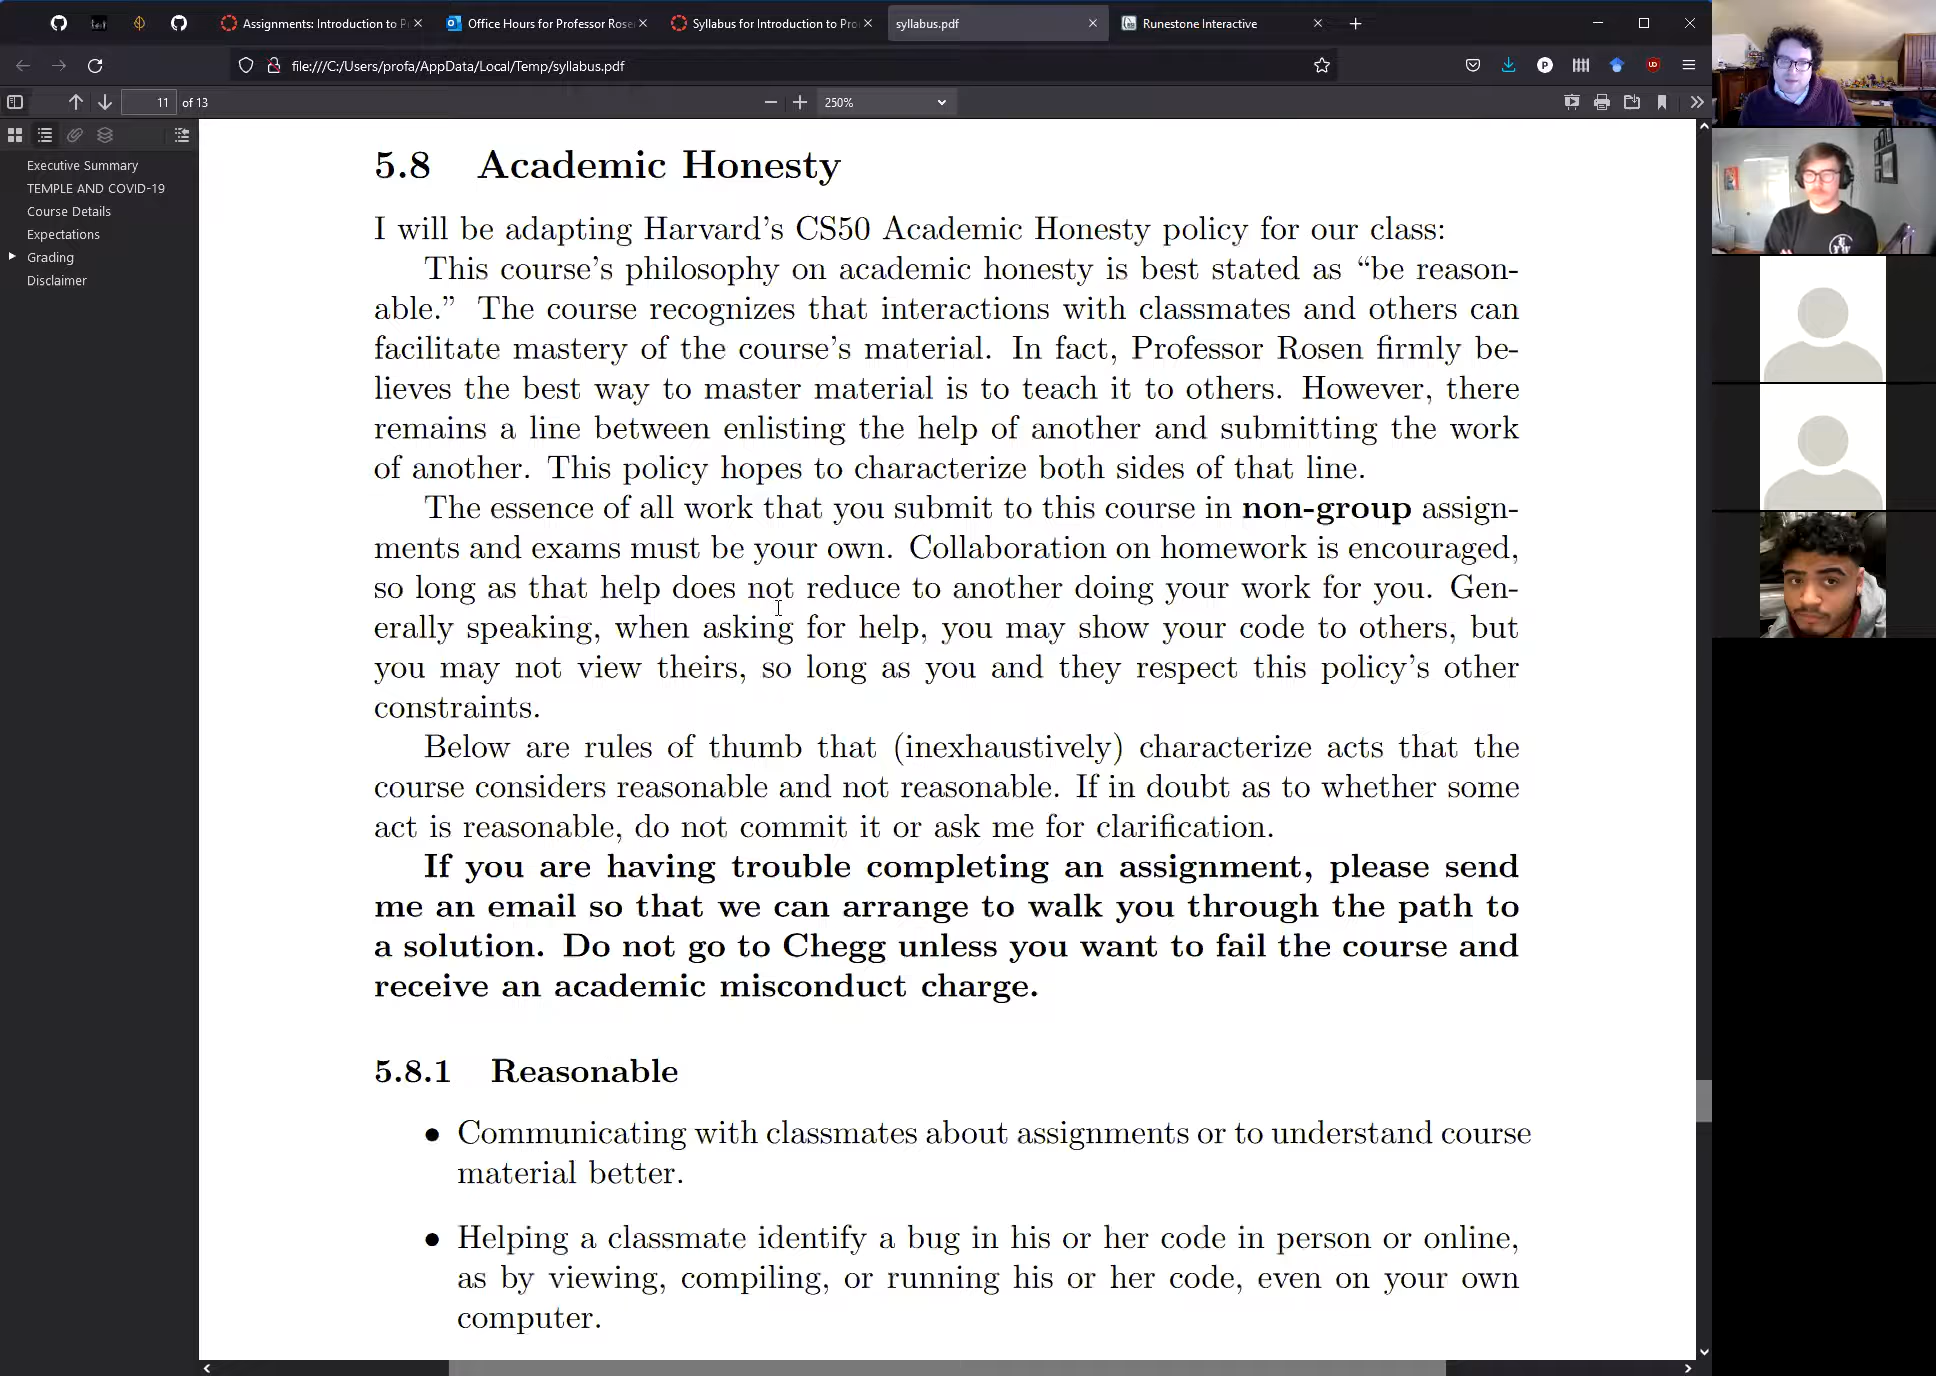 Assignments: Introduction to P
Office Hours for Professor Rose
Syllabus for Introduction to Pro
syllabus.pdf
Runestone Interactive
file:///C:/Users/profa/AppData/Local/Temp/syllabus.pdf
11 of 13
250%
Executive Summary
TEMPLE AND COVID-19
Course Details
Expectations
Grading
Disclaimer
5.8 Academic Honesty
I will be adapting Harvard's CS50 Academic Honesty policy for our class:
This course's philosophy on academic honesty is best stated as “be reason-
able.” The course recognizes that interactions with classmates and others can
facilitate mastery of the course's material. In fact, Professor Rosen firmly be-
lieves the best way to master material is to teach it to others. However, there
remains a line between enlisting the help of another and submitting the work
of another. This policy hopes to characterize both sides of that line.
The essence of all work that you submit to this course in non-group assign-
ments and exams must be your own. Collaboration on homework is encouraged,
so long as that help does not reduce to another doing your work for you. Gen-
erally speaking, when asking for help, you may show your code to others, but
you may not view theirs, so long as you and they respect this policy's other
constraints.
Below are rules of thumb that (inexhaustively) characterize acts that the
course considers reasonable and not reasonable. If in doubt as to whether some
act is reasonable, do not commit it or ask me for clarification.
If you are having trouble completing an assignment, please send
me an email so that we can arrange to walk you through the path to
a solution. Do not go to Chegg unless you want to fail the course and
receive an academic misconduct charge.
5.8.1 Reasonable
• Communicating with classmates about assignments or to understand course
material better.
• Helping a classmate identify a bug in his or her code in person or online,
as by viewing, compiling, or running his or her code, even on your own
computer.